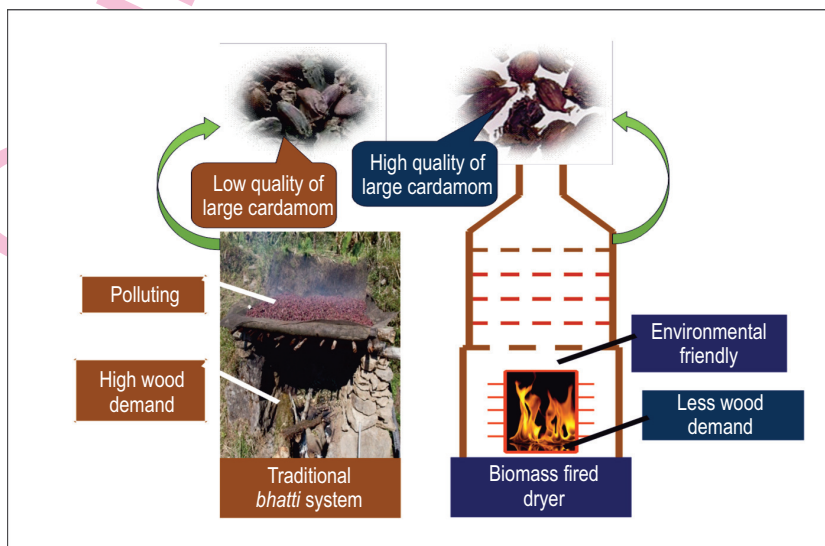 Low quality of
large cardamom
High quality of
large cardamom
Polluting
High wood
demand
Traditional
bhatti system
Environmental
friendly
Less wood
demand
Biomass fired
dryer